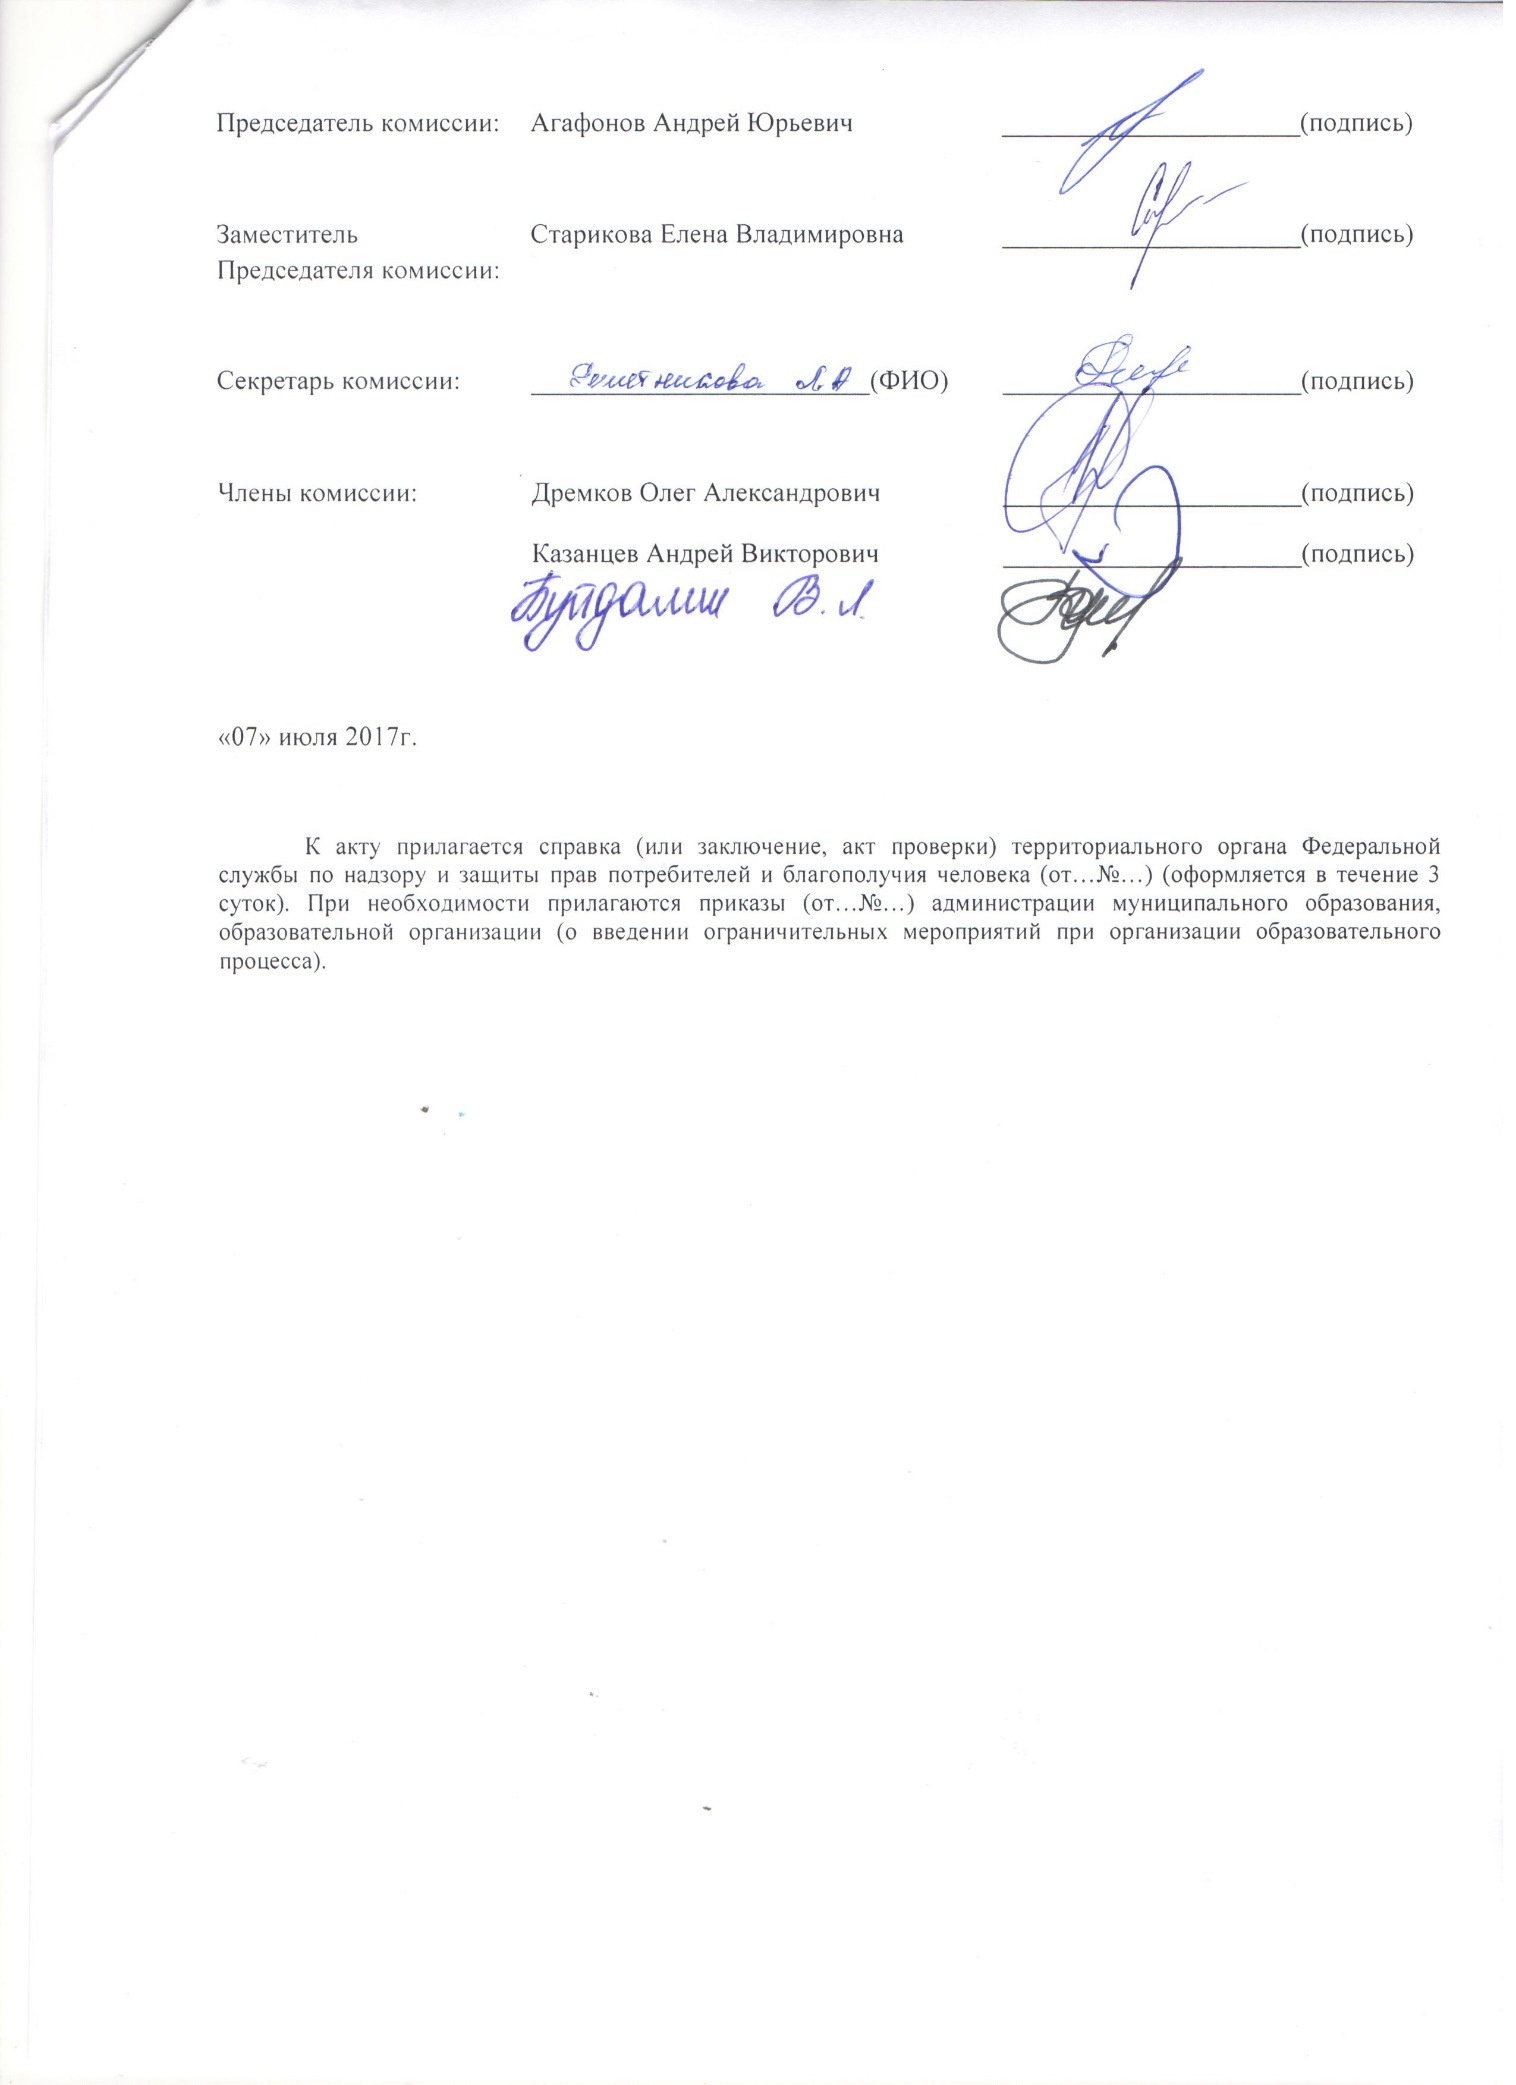 Председатель комиссии: Агафонов Андрей Юрьевич (подпись)
Заместитель Старикова Елена Владимировна (подпись)
Председателя комиссии:
Секретарь комиссии: Решетникова Л.А (ФИО) (подпись)
Члены комиссии: Дремков Олег Александрович (подпись)
Казанцев Андрей Викторович (подпись)
В.Л.
«07» июля 2017г.
К акту прилагается справка (или заключение, акт проверки) территориального органа Федеральной
службы по надзору и защиты прав потребителей и благополучия человека (от…№…) (оформляется в течение 3
суток). При необходимости прилагаются приказы (от…№…) администрации муниципального образования,
образовательной организации (о введении ограничительных мероприятий при организации образовательного
процесса).